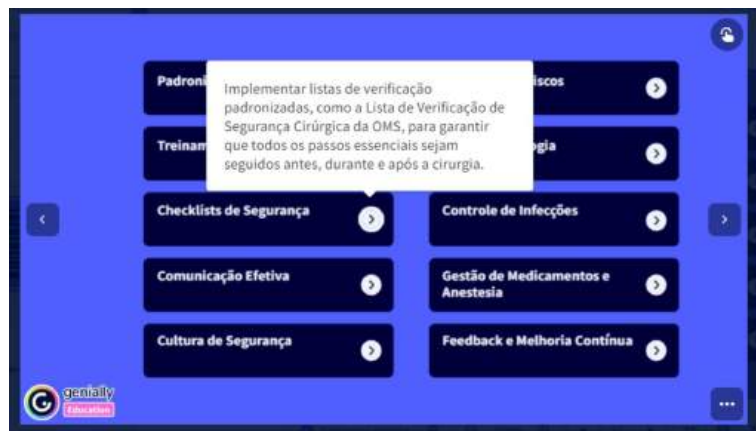 Padroni
iscos
Implementar listas de verificação
padronizadas, como a Lista de Verificação de
Segurança Cirúrgica da OMS, para garantir
que todos os passos essenciais sejam
seguidos antes, durante e após a cirurgia.
Treinam
ogia
Checklists de Segurança
Controle de Infecções
Comunicação Efetiva
Gestão de Medicamentos e
Anestesia
Cultura de Segurança
Feedback e Melhoria Contínua
genially
Education